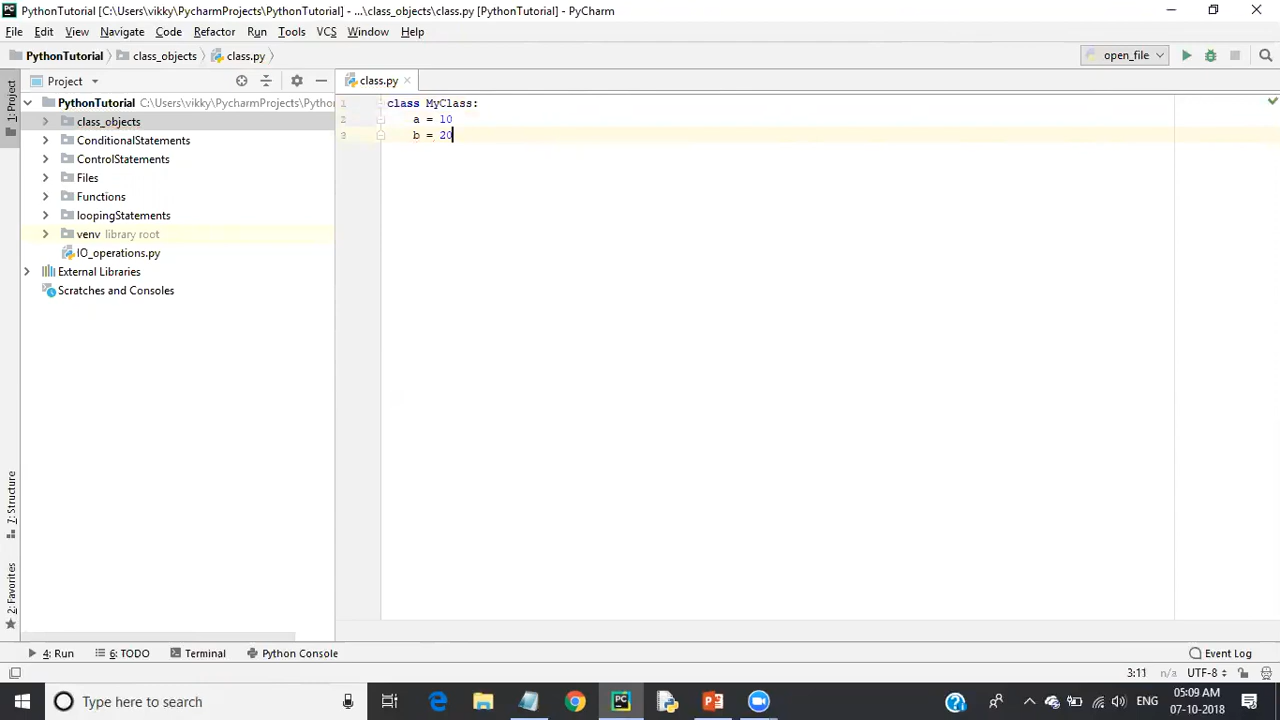 PythonTutorial [C:\Users\vikky\PycharmProjects\PythonTutorial] - ...\class_objects\class.py [PythonTutorial] - PyCharm
File Edit View Navigate Code Refactor Run Tools VCS Window Help
PythonTutorial class_objects class.py open_file
1: Project
Project
class.py
PythonTutorial C:\Users\vikky\PycharmProjects\Pytho
class_objects
ConditionalStatements
ControlStatements
Files
Functions
loopingStatements
venv library root
IO_operations.py
External Libraries
Scratches and Consoles
1 class MyClass:
2 a = 10
3 b = 20
7: Structure
2: Favorites
4: Run 6: TODO Terminal Python Console Event Log
3:11 n/a UTF-8
Type here to search
ENG
05:09 AM
07-10-2018